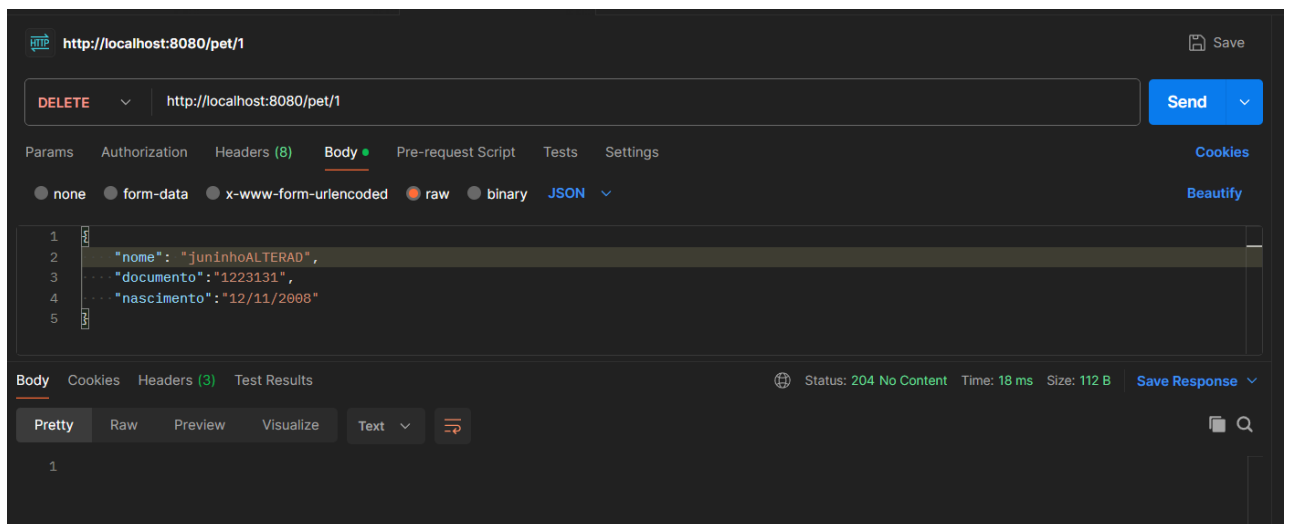 HTTP http://localhost:8080/pet/1 Save
DELETE http://localhost:8080/pet/1 Send
Params Authorization Headers (8) Body Pre-request Script Tests Settings Cookies
none form-data x-www-form-urlencoded raw binary JSON Beautify
1 {
2 "nome": "juninhoALTERAD",
3 ····"documento":"1223131",
4 ····"nascimento":"12/11/2008"
5 }
Body Cookies Headers (3) Test Results Status: 204 No Content Time: 18 ms Size: 112 B Save Response
Pretty Raw Preview Visualize Text
1